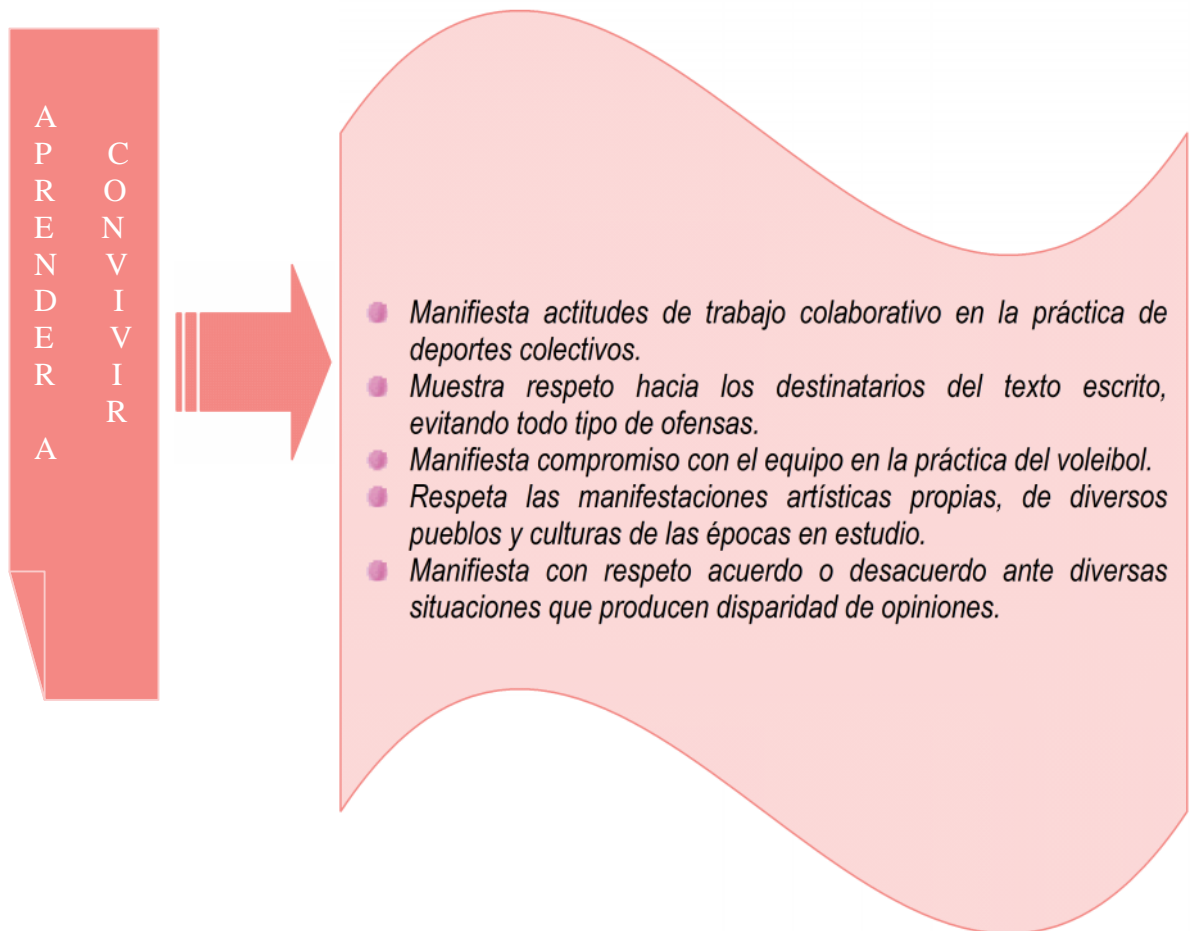 APRENDER A
CONVIVIR
Manifiesta actitudes de trabajo colaborativo en la práctica de
deportes colectivos.
Muestra respeto hacia los destinatarios del texto escrito,
evitando todo tipo de ofensas.
Manifiesta compromiso con el equipo en la práctica del voleibol.
Respeta las manifestaciones artísticas propias, de diversos
pueblos y culturas de las épocas en estudio.
Manifiesta con respeto acuerdo o desacuerdo ante diversas
situaciones que producen disparidad de opiniones.